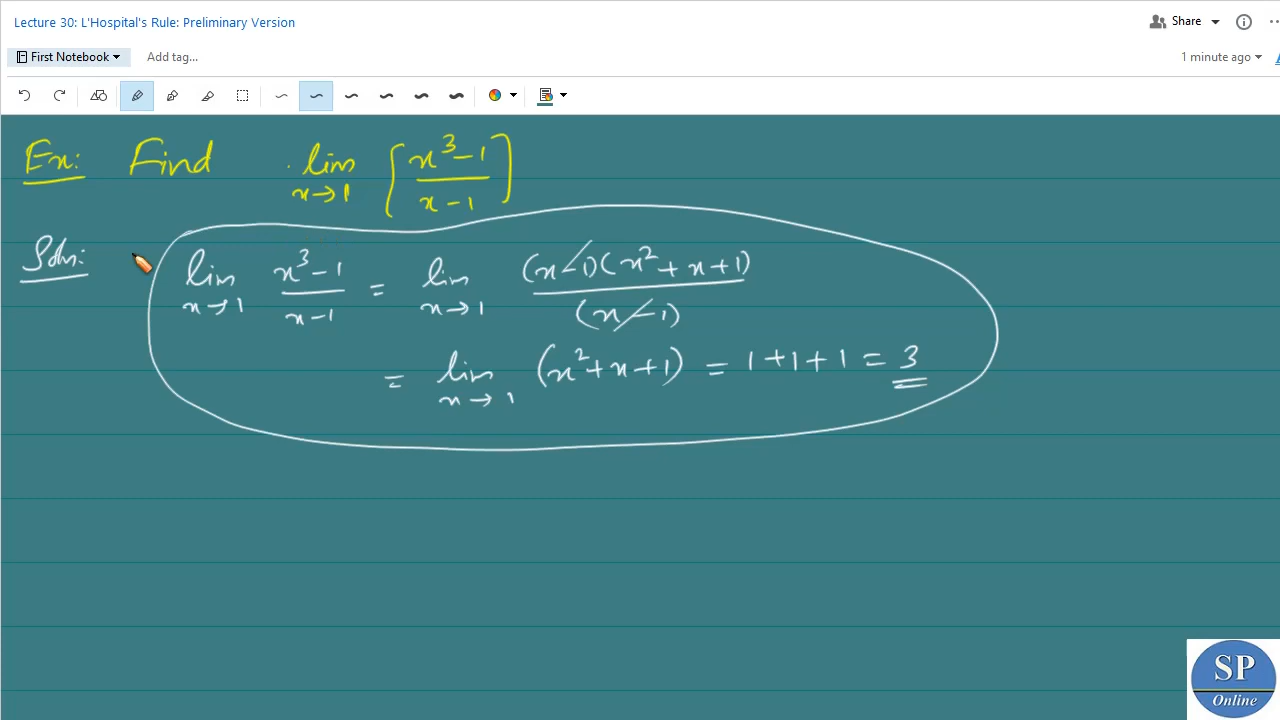 Lecture 30: L'Hospital's Rule: Preliminary Version
Share
First Notebook
Add tag...
1 minute ago
Ex: Find lim x→1 [x³-1 / x-1]
Soln: lim x→1 x³-1 / x-1 = lim x→1 (x-1)(x²+x+1) / (x-1)
= lim x→1 (x²+x+1) = 1+1+1 = 3
SP
Online